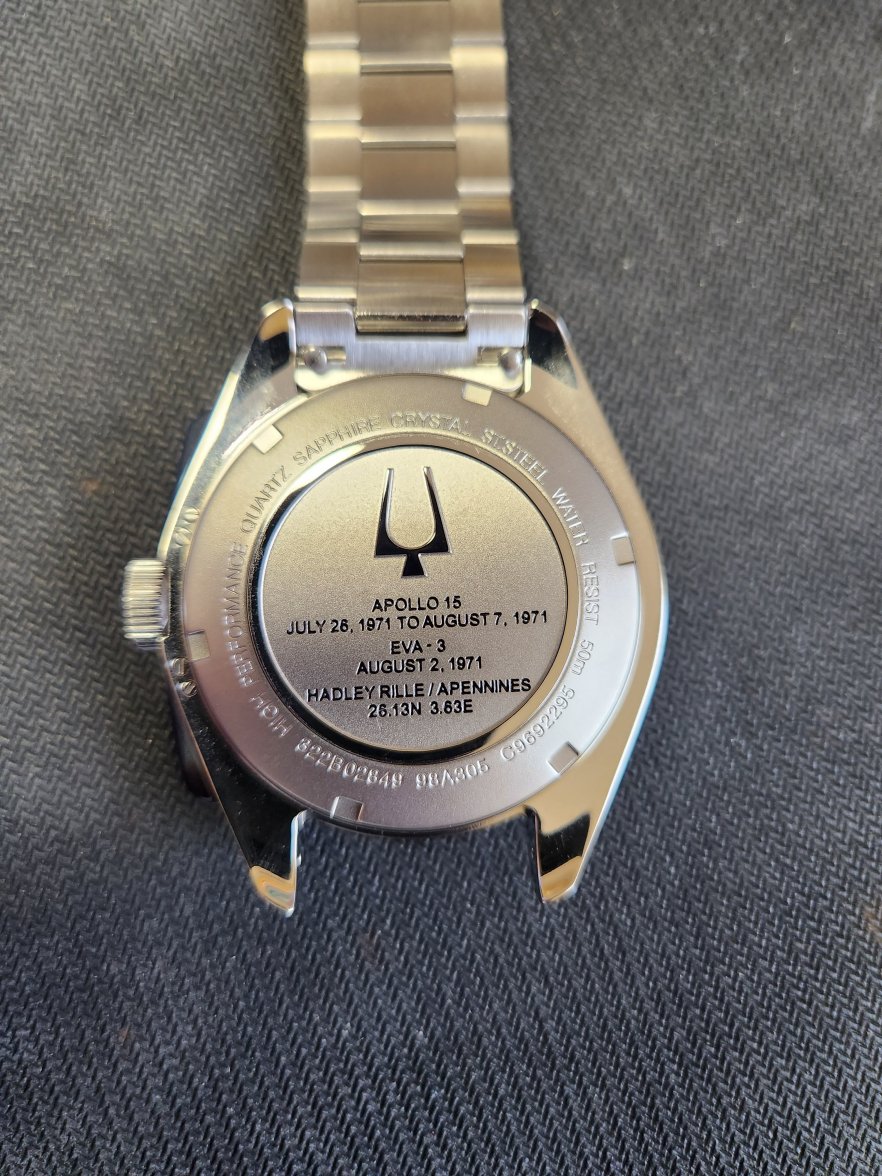 APOLLO 15
JULY 26, 1971 TO AUGUST 7, 1971
EVA - 3
AUGUST 2, 1971
HADLEY RILLE / APENNINES
26.13N 3.63E
HIGH PERFORMANCE QUARTZ SAPPHIRE CRYSTAL ST.STEEL WATER RESIST 50m
C9692295 98A305 822B02849